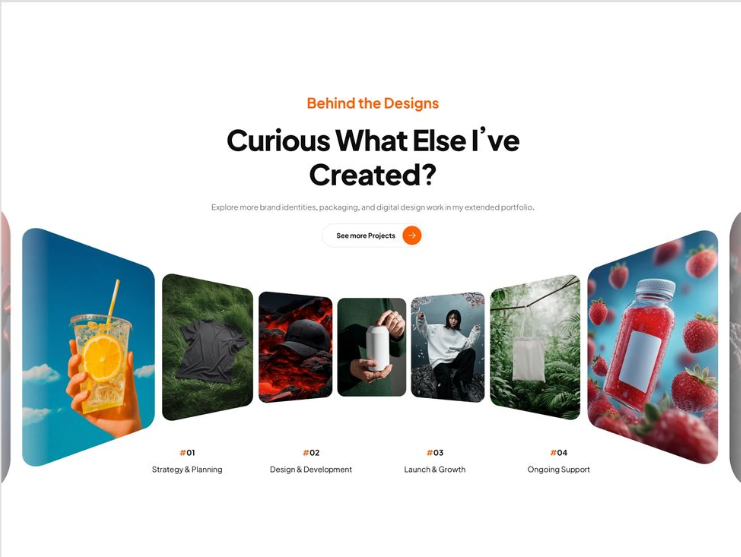 Behind the Designs
Curious What Else I’ve
Created?
Explore more brand identities, packaging, and digital design work in my extended portfolio.
See more Projects
#01
Strategy & Planning
#02
Design & Development
#03
Launch & Growth
#04
Ongoing Support